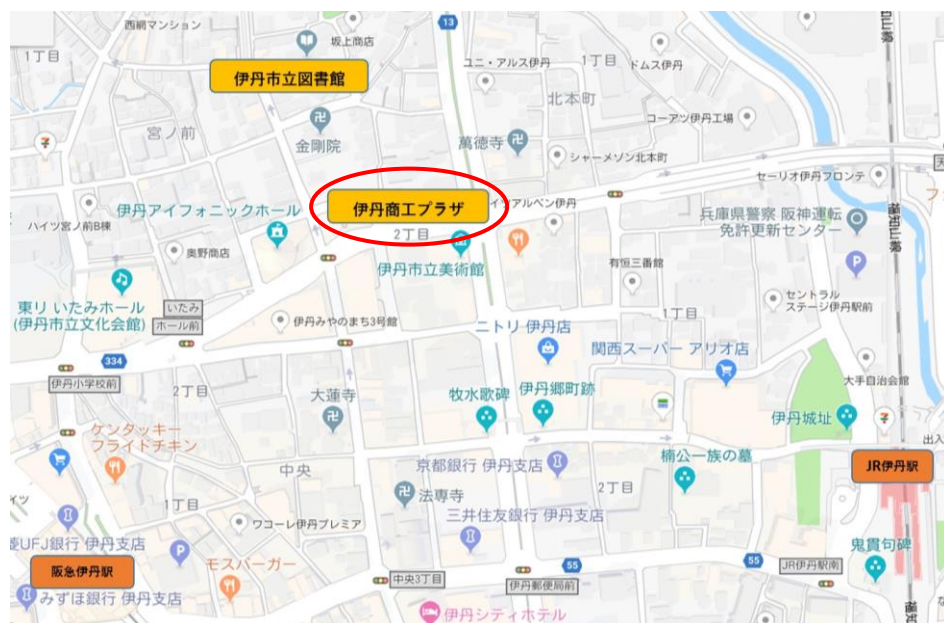 西綱マンション
坂上商店
13
1丁目
伊丹市立図書館
ユニ・アルス伊丹
1丁目
ドムス伊丹
北本町
コーアツ伊丹工場
宮ノ前
金剛院
萬徳寺
シャーメゾン北本町
セーリオ伊丹フロンテ
天
フ
伊丹アイフォニックホール
伊丹商工プラザ
イツアルペン伊丹
ハイツ宮ノ前B棟
奥野商店
2丁目
伊丹市立美術館
兵庫県警察 阪神運転
免許更新センター
福知山線
有恒三番館
東リ いたみホール
(伊丹市立文化会館)
いたみ
ホール前
伊丹みやのまち3号館
1丁目
セントラル
ステージ伊丹駅前
334
伊丹小学校前
ニトリ 伊丹店
関西スーパー アリオ店
2丁目
大蓮寺
牧水歌碑
伊丹郷町跡
大手自治会館
伊丹城址
ケンタッキー
フライドチキン
中央
京都銀行 伊丹支店
楠公一族の墓
出入
JR伊丹駅
イツ
1丁目
法専寺
2丁目
ワコーレ伊丹プレミア
三井住友銀行 伊丹支店
菱UFJ銀行 伊丹支店
モスバーガー
鬼貫句碑
阪急伊丹駅
中央3丁目
55
伊丹郵便局前
55
JR伊丹駅南
みずほ銀行 伊丹支店
伊丹シティホテル
な